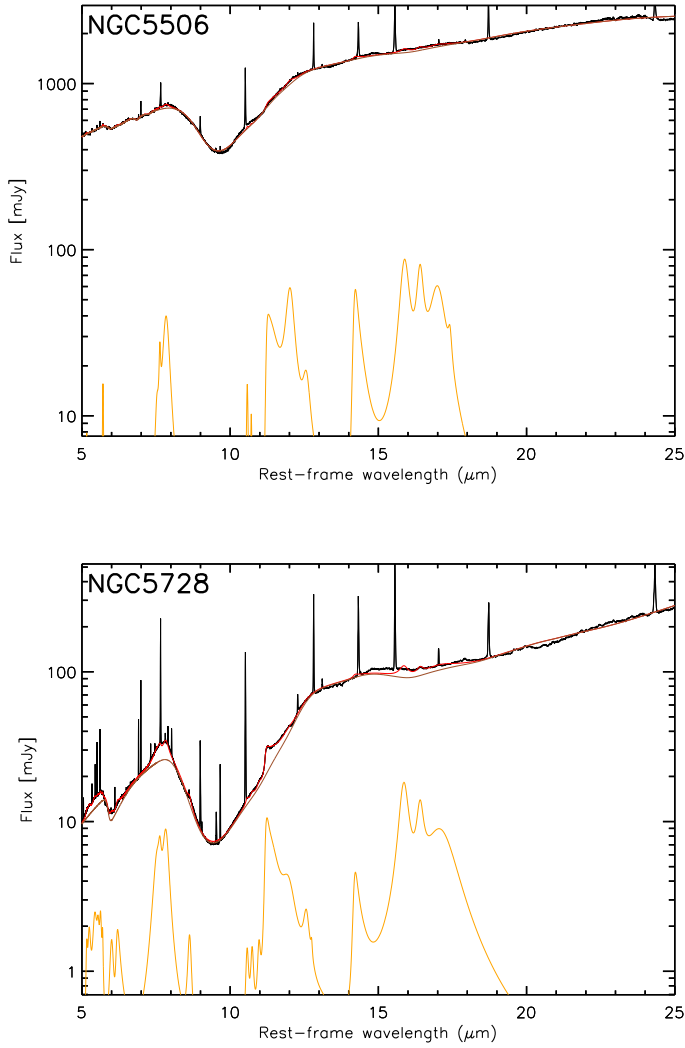 NGC5506
1000
100
10
Flux [mJy]
5 10 15 20 25
Rest-frame wavelength (μm)
NGC5728
100
10
1
Flux [mJy]
5 10 15 20 25
Rest-frame wavelength (μm)